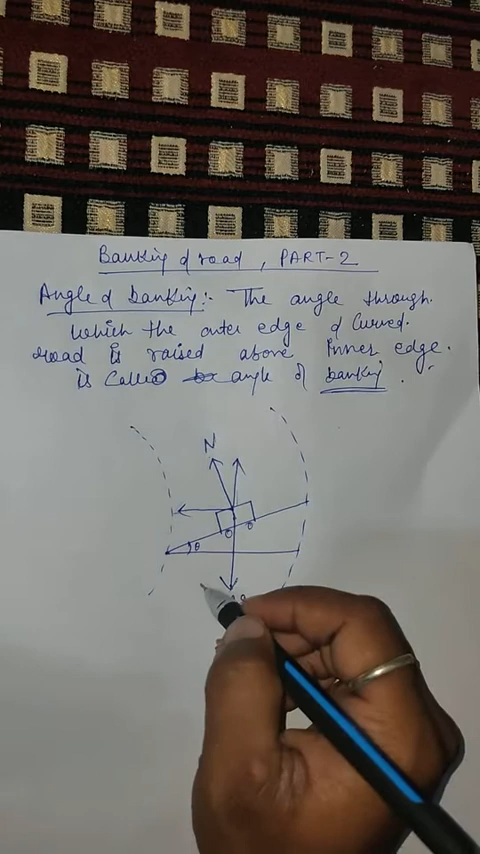 Banking of road, PART-2
Angle of banking:- The angle through
which the outer edge of Curved
road is raised above inner edge.
is Called angle of banking.
N
θ